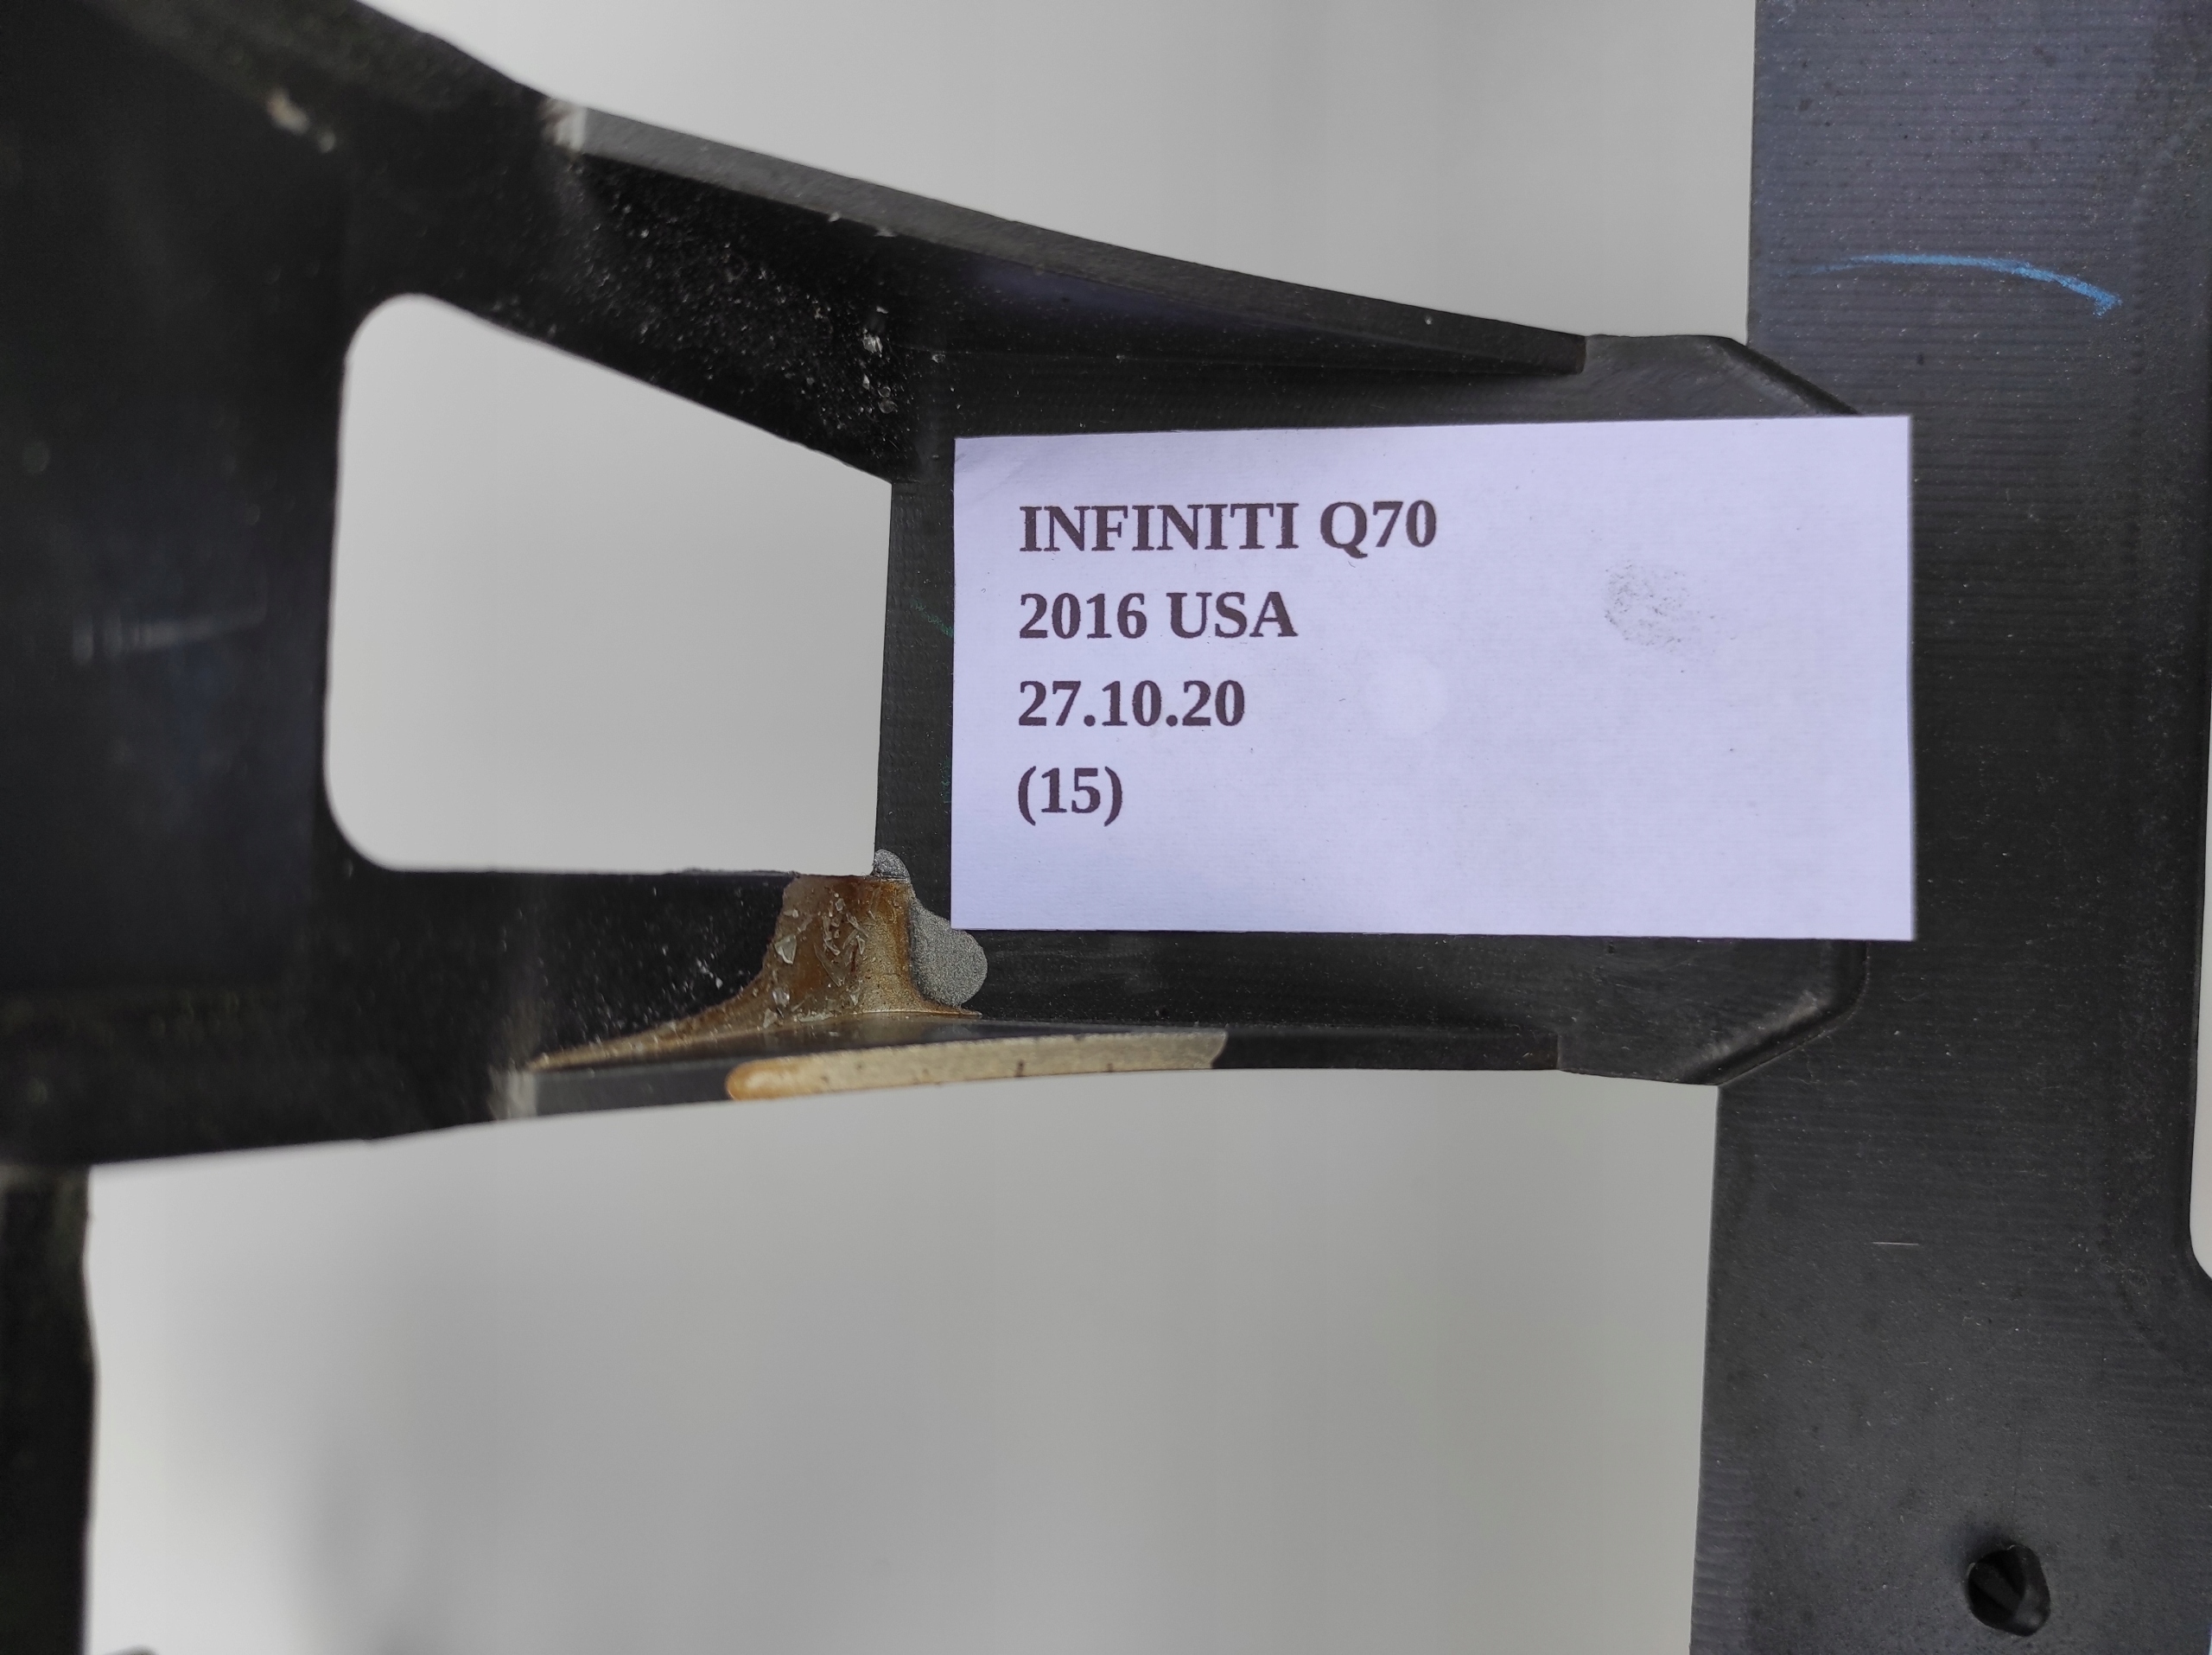 INFINITI Q70
2016 USA
27.10.20
(15)